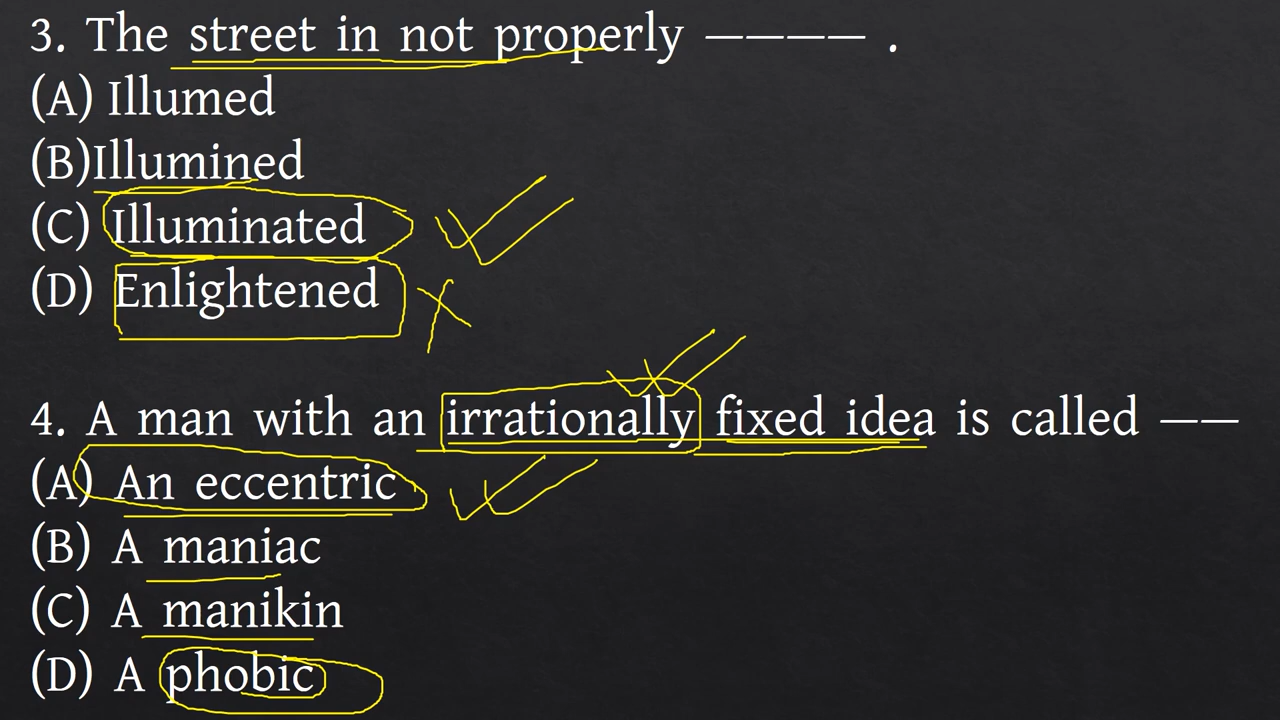 3. The street in not properly ———— .
(A) Illumed
(B)Illumined
(C) Illuminated
(D) Enlightened
4. A man with an irrationally fixed idea is called ——
(A) An eccentric
(B) A maniac
(C) A manikin
(D) A phobic